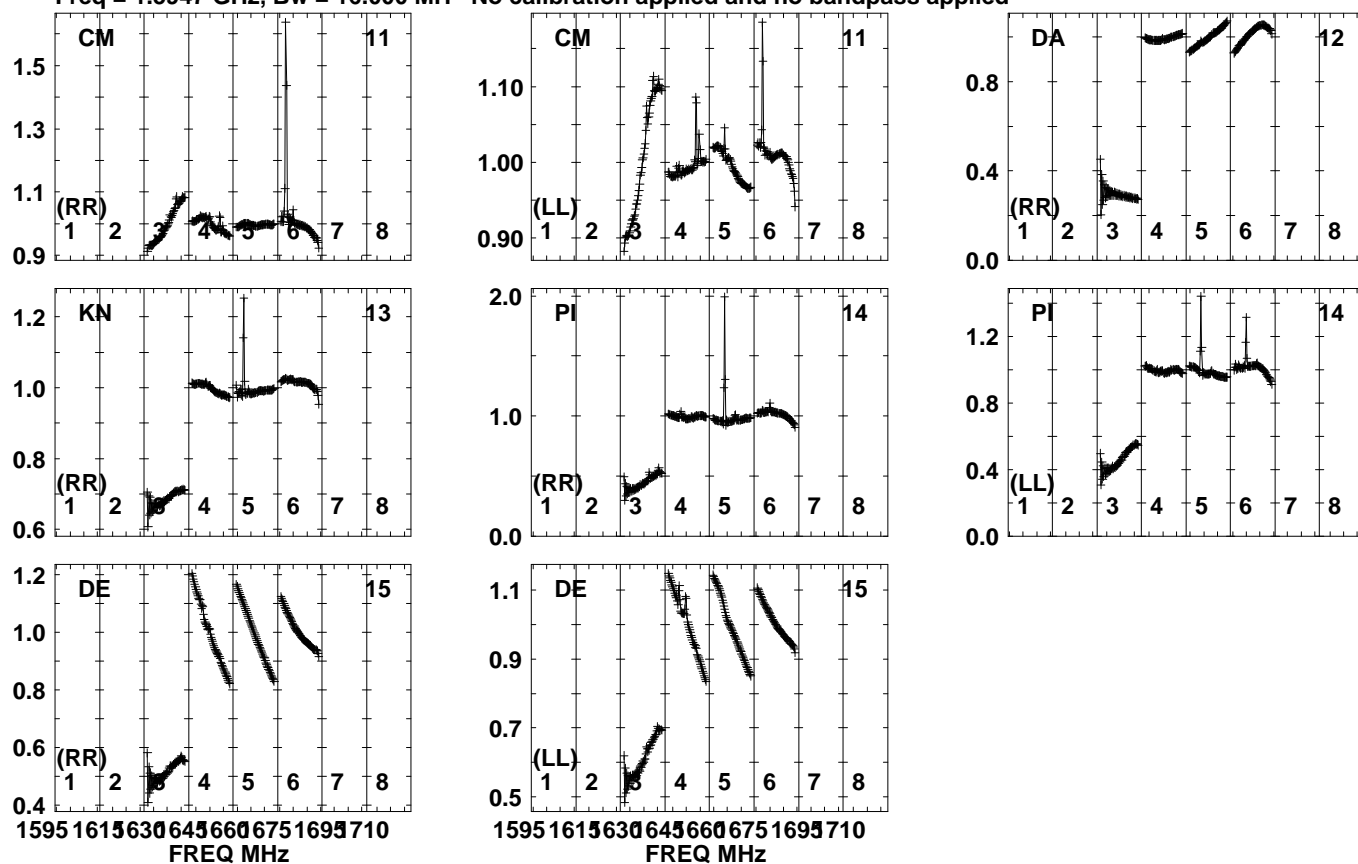 Freq = 1.5947 GHz, Bw = 16.000 MH No calibration applied and no bandpass applied
CM 11
1.5
1.3
1.1
0.9
(RR)
1 2 3 4 5 6 7 8
CM 11
1.10
1.00
0.90
(LL)
1 2 3 4 5 6 7 8
DA 12
0.8
0.4
0.0
(RR)
1 2 3 4 5 6 7 8
KN 13
1.2
1.0
0.8
0.6
(RR)
1 2 3 4 5 6 7 8
PI 14
2.0
1.0
0.0
(RR)
1 2 3 4 5 6 7 8
PI 14
1.2
0.8
0.4
0.0
(LL)
1 2 3 4 5 6 7 8
DE 15
1.2
1.0
0.8
0.6
0.4
(RR)
1 2 3 4 5 6 7 8
1595 1615 1630 1645 1660 1675 1695 1710
FREQ MHz
DE 15
1.1
0.9
0.7
0.5
(LL)
1 2 3 4 5 6 7 8
1595 1615 1630 1645 1660 1675 1695 1710
FREQ MHz